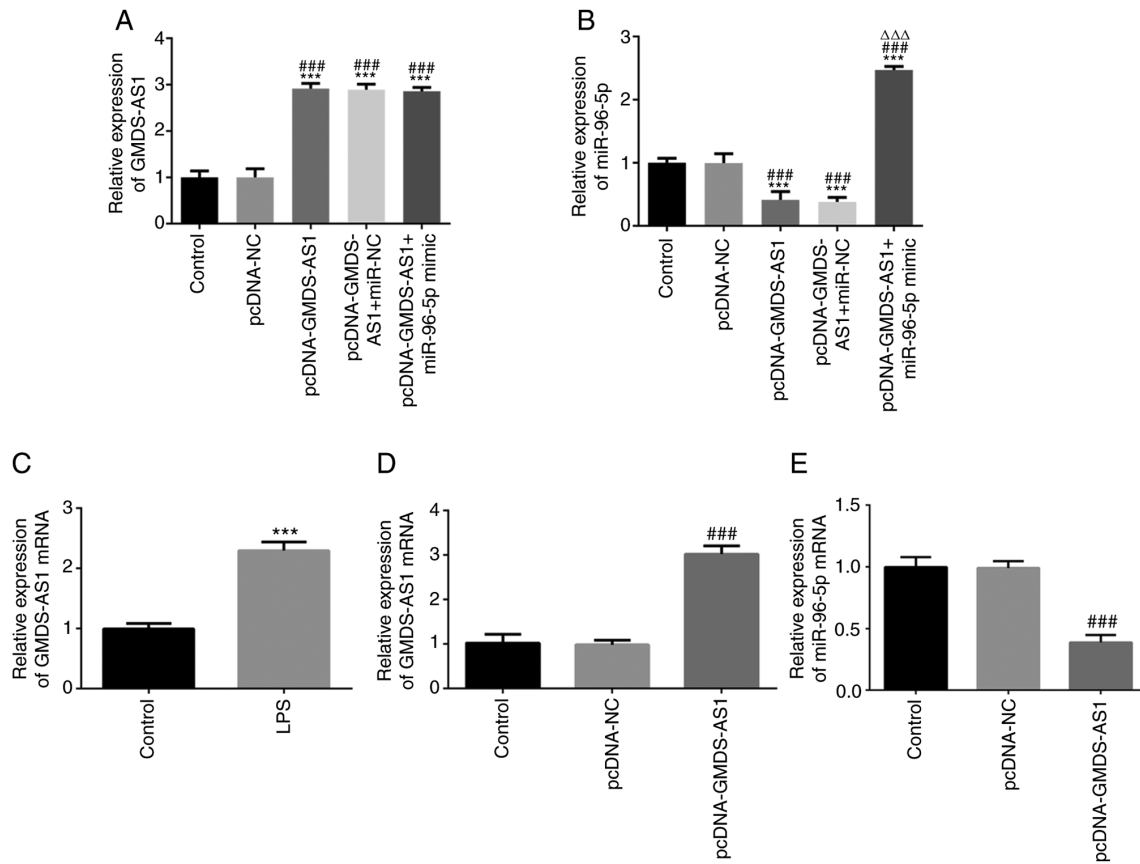 A
Relative expression
of GMDS-AS1
4
3
2
1
0
###
***
###
***
###
***
Control
pcDNA-NC
pcDNA-GMDS-AS1
pcDNA-GMDS-
AS1+miR-NC
pcDNA-GMDS-AS1+
miR-96-5p mimic
B
Relative expression
of miR-96-5p
3
2
1
0
###
***
###
***
ΔΔΔ
###
***
Control
pcDNA-NC
pcDNA-GMDS-AS1
pcDNA-GMDS-
AS1+miR-NC
pcDNA-GMDS-AS1+
miR-96-5p mimic
C
Relative expression
of GMDS-AS1 mRNA
3
2
1
0
***
Control
LPS
D
Relative expression
of GMDS-AS1 mRNA
4
3
2
1
0
###
Control
pcDNA-NC
pcDNA-GMDS-AS1
E
Relative expression
of miR-96-5p mRNA
1.5
1.0
0.5
0.0
###
Control
pcDNA-NC
pcDNA-GMDS-AS1